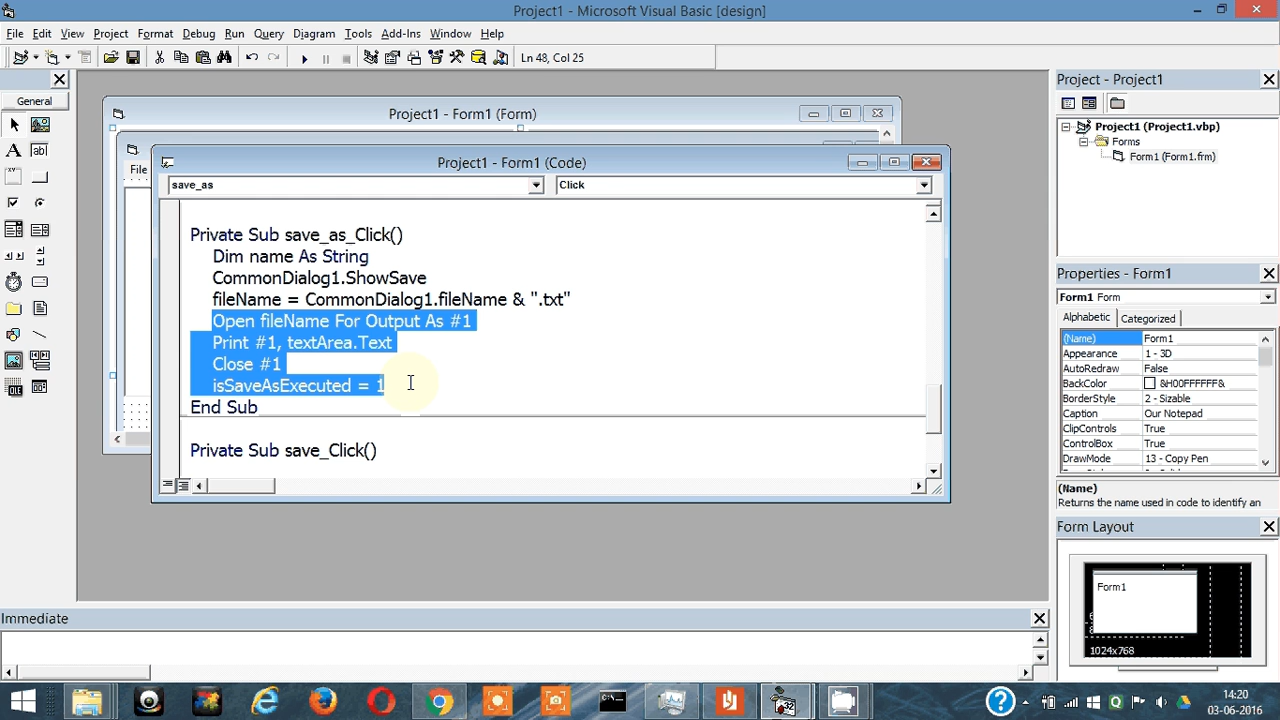 Project1 - Microsoft Visual Basic [design]
File Edit View Project Format Debug Run Query Diagram Tools Add-Ins Window Help
Ln 48, Col 25
General
Project1 - Form1 (Form)
File
Project1 - Form1 (Code)
save_as Click
Private Sub save_as_Click()
Dim name As String
CommonDialog1.ShowSave
fileName = CommonDialog1.fileName & ".txt"
Open fileName For Output As #1
Print #1, textArea.Text
Close #1
isSaveAsExecuted = 1
End Sub
Private Sub save_Click()
Project - Project1
Project1 (Project1.vbp)
Forms
Form1 (Form1.frm)
Properties - Form1
Form1 Form
Alphabetic Categorized
(Name) Form1
Appearance 1 - 3D
AutoRedraw False
BackColor &H00FFFFFF&
BorderStyle 2 - Sizable
Caption Our Notepad
ClipControls True
ControlBox True
DrawMode 13 - Copy Pen
(Name)
Returns the name used in code to identify an
Form Layout
Form1
1024x768
Immediate
14:20
03-06-2016